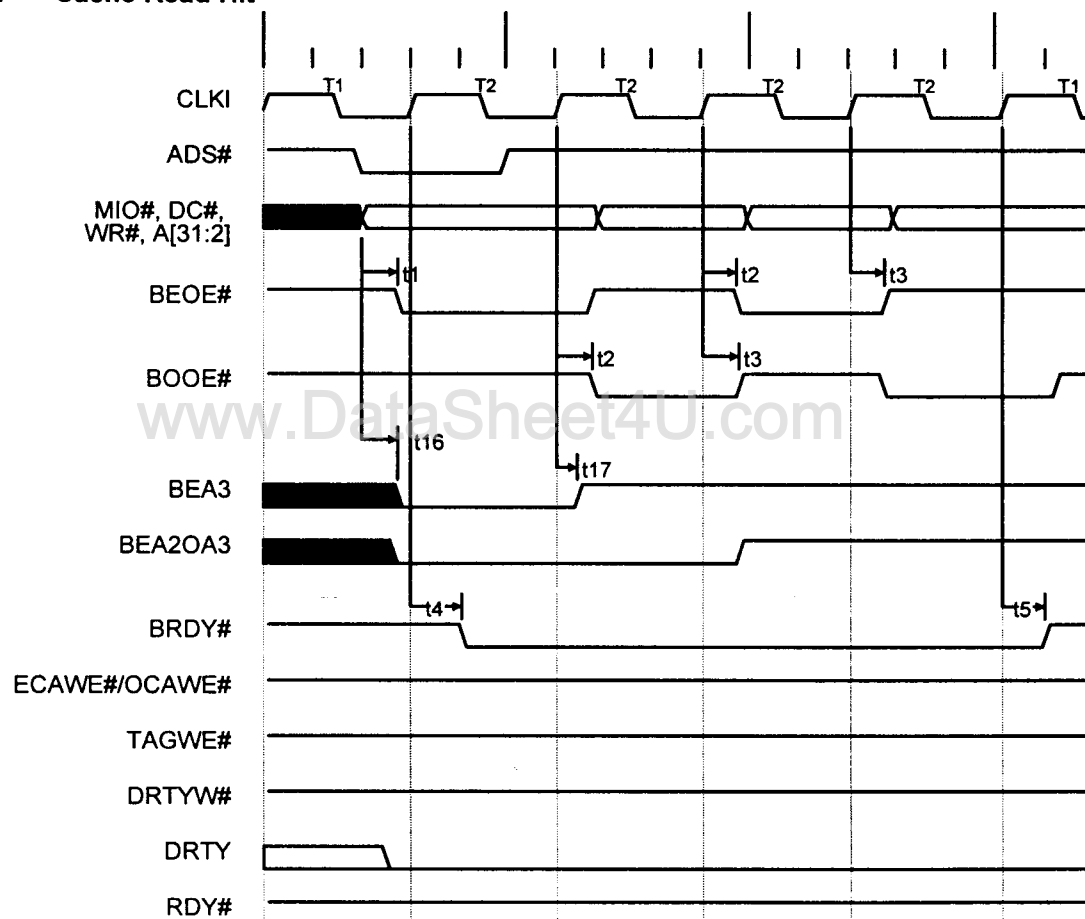 Cache Read Hit
T1 T2 T2 T2 T2 T1
CLKI
ADS#
MIO#, DC#,
WR#, A[31:2]
t1 t2 t3
BEOE#
t2 t3
BOOE#
www.DataSheet4U.com
t16
t17
BEA3
BEA2OA3
t4 t5
BRDY#
ECAWE#/OCAWE#
TAGWE#
DRTYW#
DRTY
RDY#